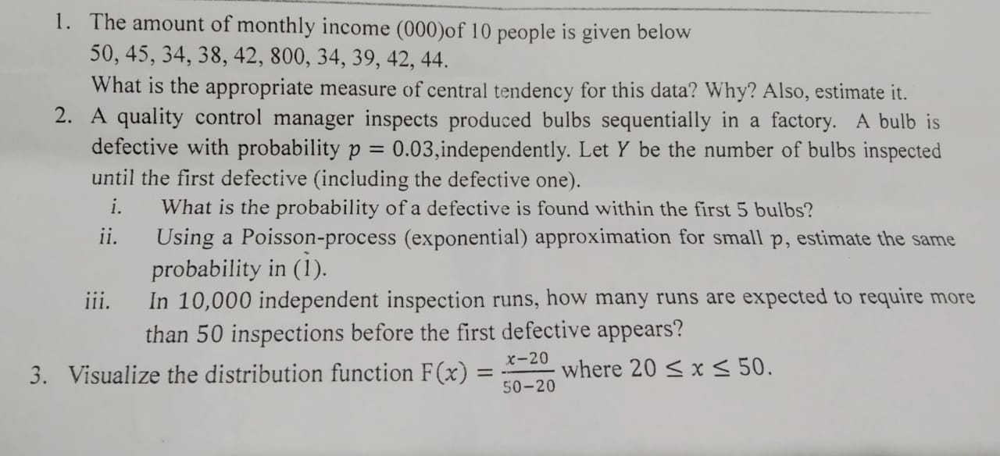 1. The amount of monthly income (000)of 10 people is given below
50, 45, 34, 38, 42, 800, 34, 39, 42, 44.
What is the appropriate measure of central tendency for this data? Why? Also, estimate it.
2. A quality control manager inspects produced bulbs sequentially in a factory. A bulb is
defective with probability p = 0.03,independently. Let Y be the number of bulbs inspected
until the first defective (including the defective one).
i. What is the probability of a defective is found within the first 5 bulbs?
ii. Using a Poisson-process (exponential) approximation for small p, estimate the same
probability in (1).
iii. In 10,000 independent inspection runs, how many runs are expected to require more
than 50 inspections before the first defective appears?
3. Visualize the distribution function F(x) = x−20/50−20 where 20 ≤ x ≤ 50.